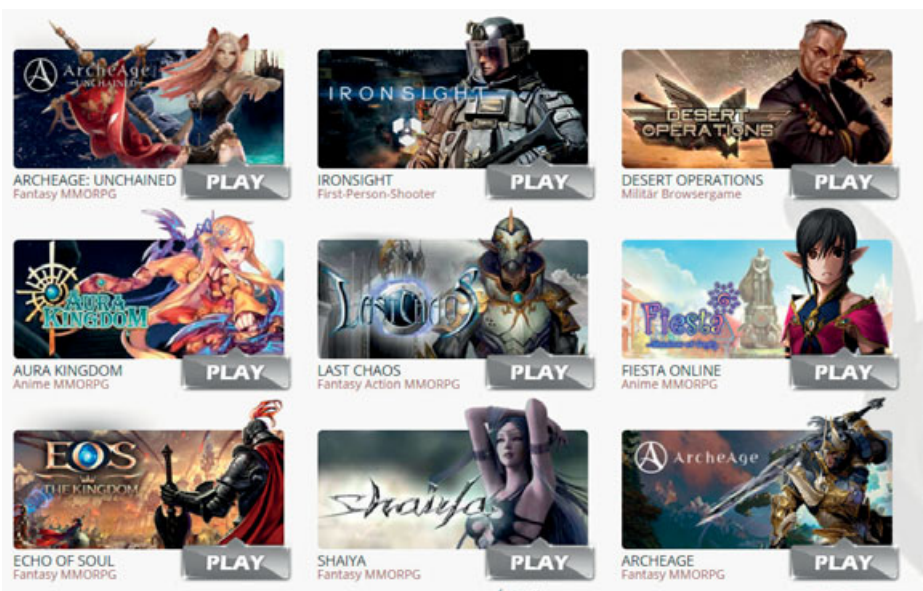 ArcheAge
UNCHAINED
ARCHEAGE: UNCHAINED
Fantasy MMORPG
PLAY
IRONSIGHT
IRONSIGHT
First-Person-Shooter
PLAY
DESERT
OPERATIONS
DESERT OPERATIONS
Militär Browsergame
PLAY
AURA
KINGDOM
AURA KINGDOM
Anime MMORPG
PLAY
LAST CHAOS
LAST CHAOS
Fantasy Action MMORPG
PLAY
Fiesta
FIESTA ONLINE
Anime MMORPG
PLAY
EOS
THE KINGDOM
ECHO OF SOUL
Fantasy MMORPG
PLAY
shaiya
SHAIYA
Fantasy MMORPG
PLAY
ArcheAge
ARCHEAGE
Fantasy MMORPG
PLAY